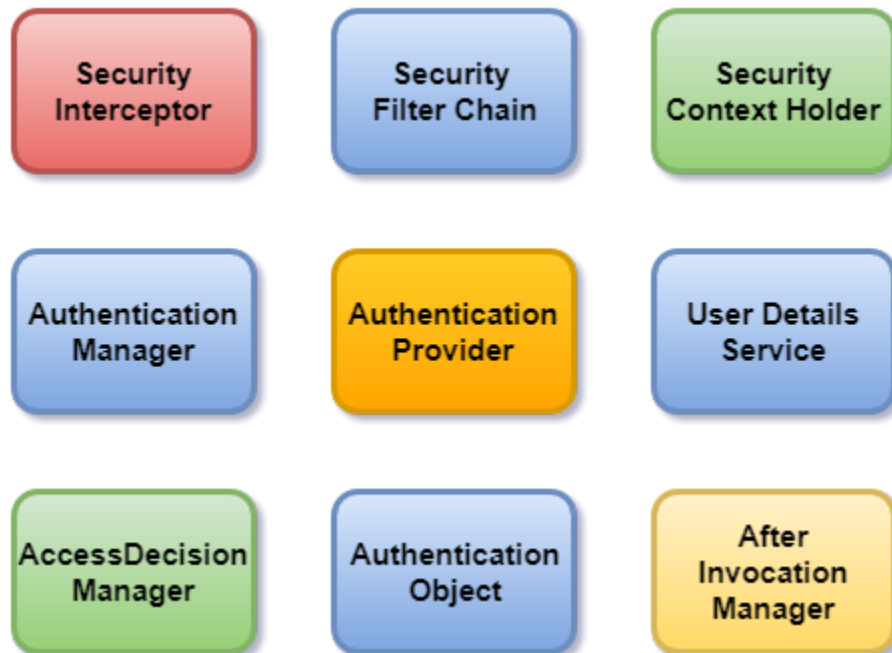 Security
Interceptor
Security
Filter Chain
Security
Context Holder
Authentication
Manager
Authentication
Provider
User Details
Service
AccessDecision
Manager
Authentication
Object
After
Invocation
Manager